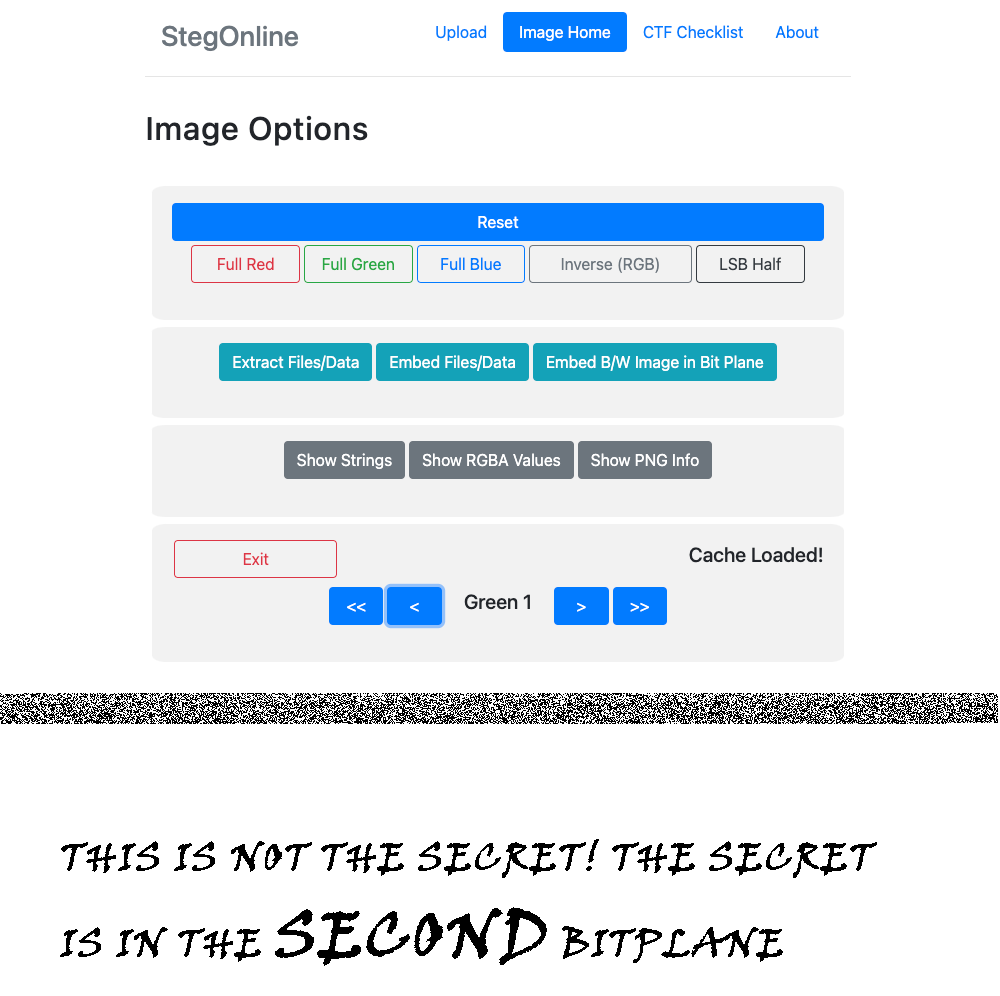 StegOnline Upload Image Home CTF Checklist About
Image Options
Reset
Full Red Full Green Full Blue Inverse (RGB) LSB Half
Extract Files/Data Embed Files/Data Embed B/W Image in Bit Plane
Show Strings Show RGBA Values Show PNG Info
Exit Cache Loaded!
<< < Green 1 > >>
THIS IS NOT THE SECRET! THE SECRET
IS IN THE SECOND BITPLANE